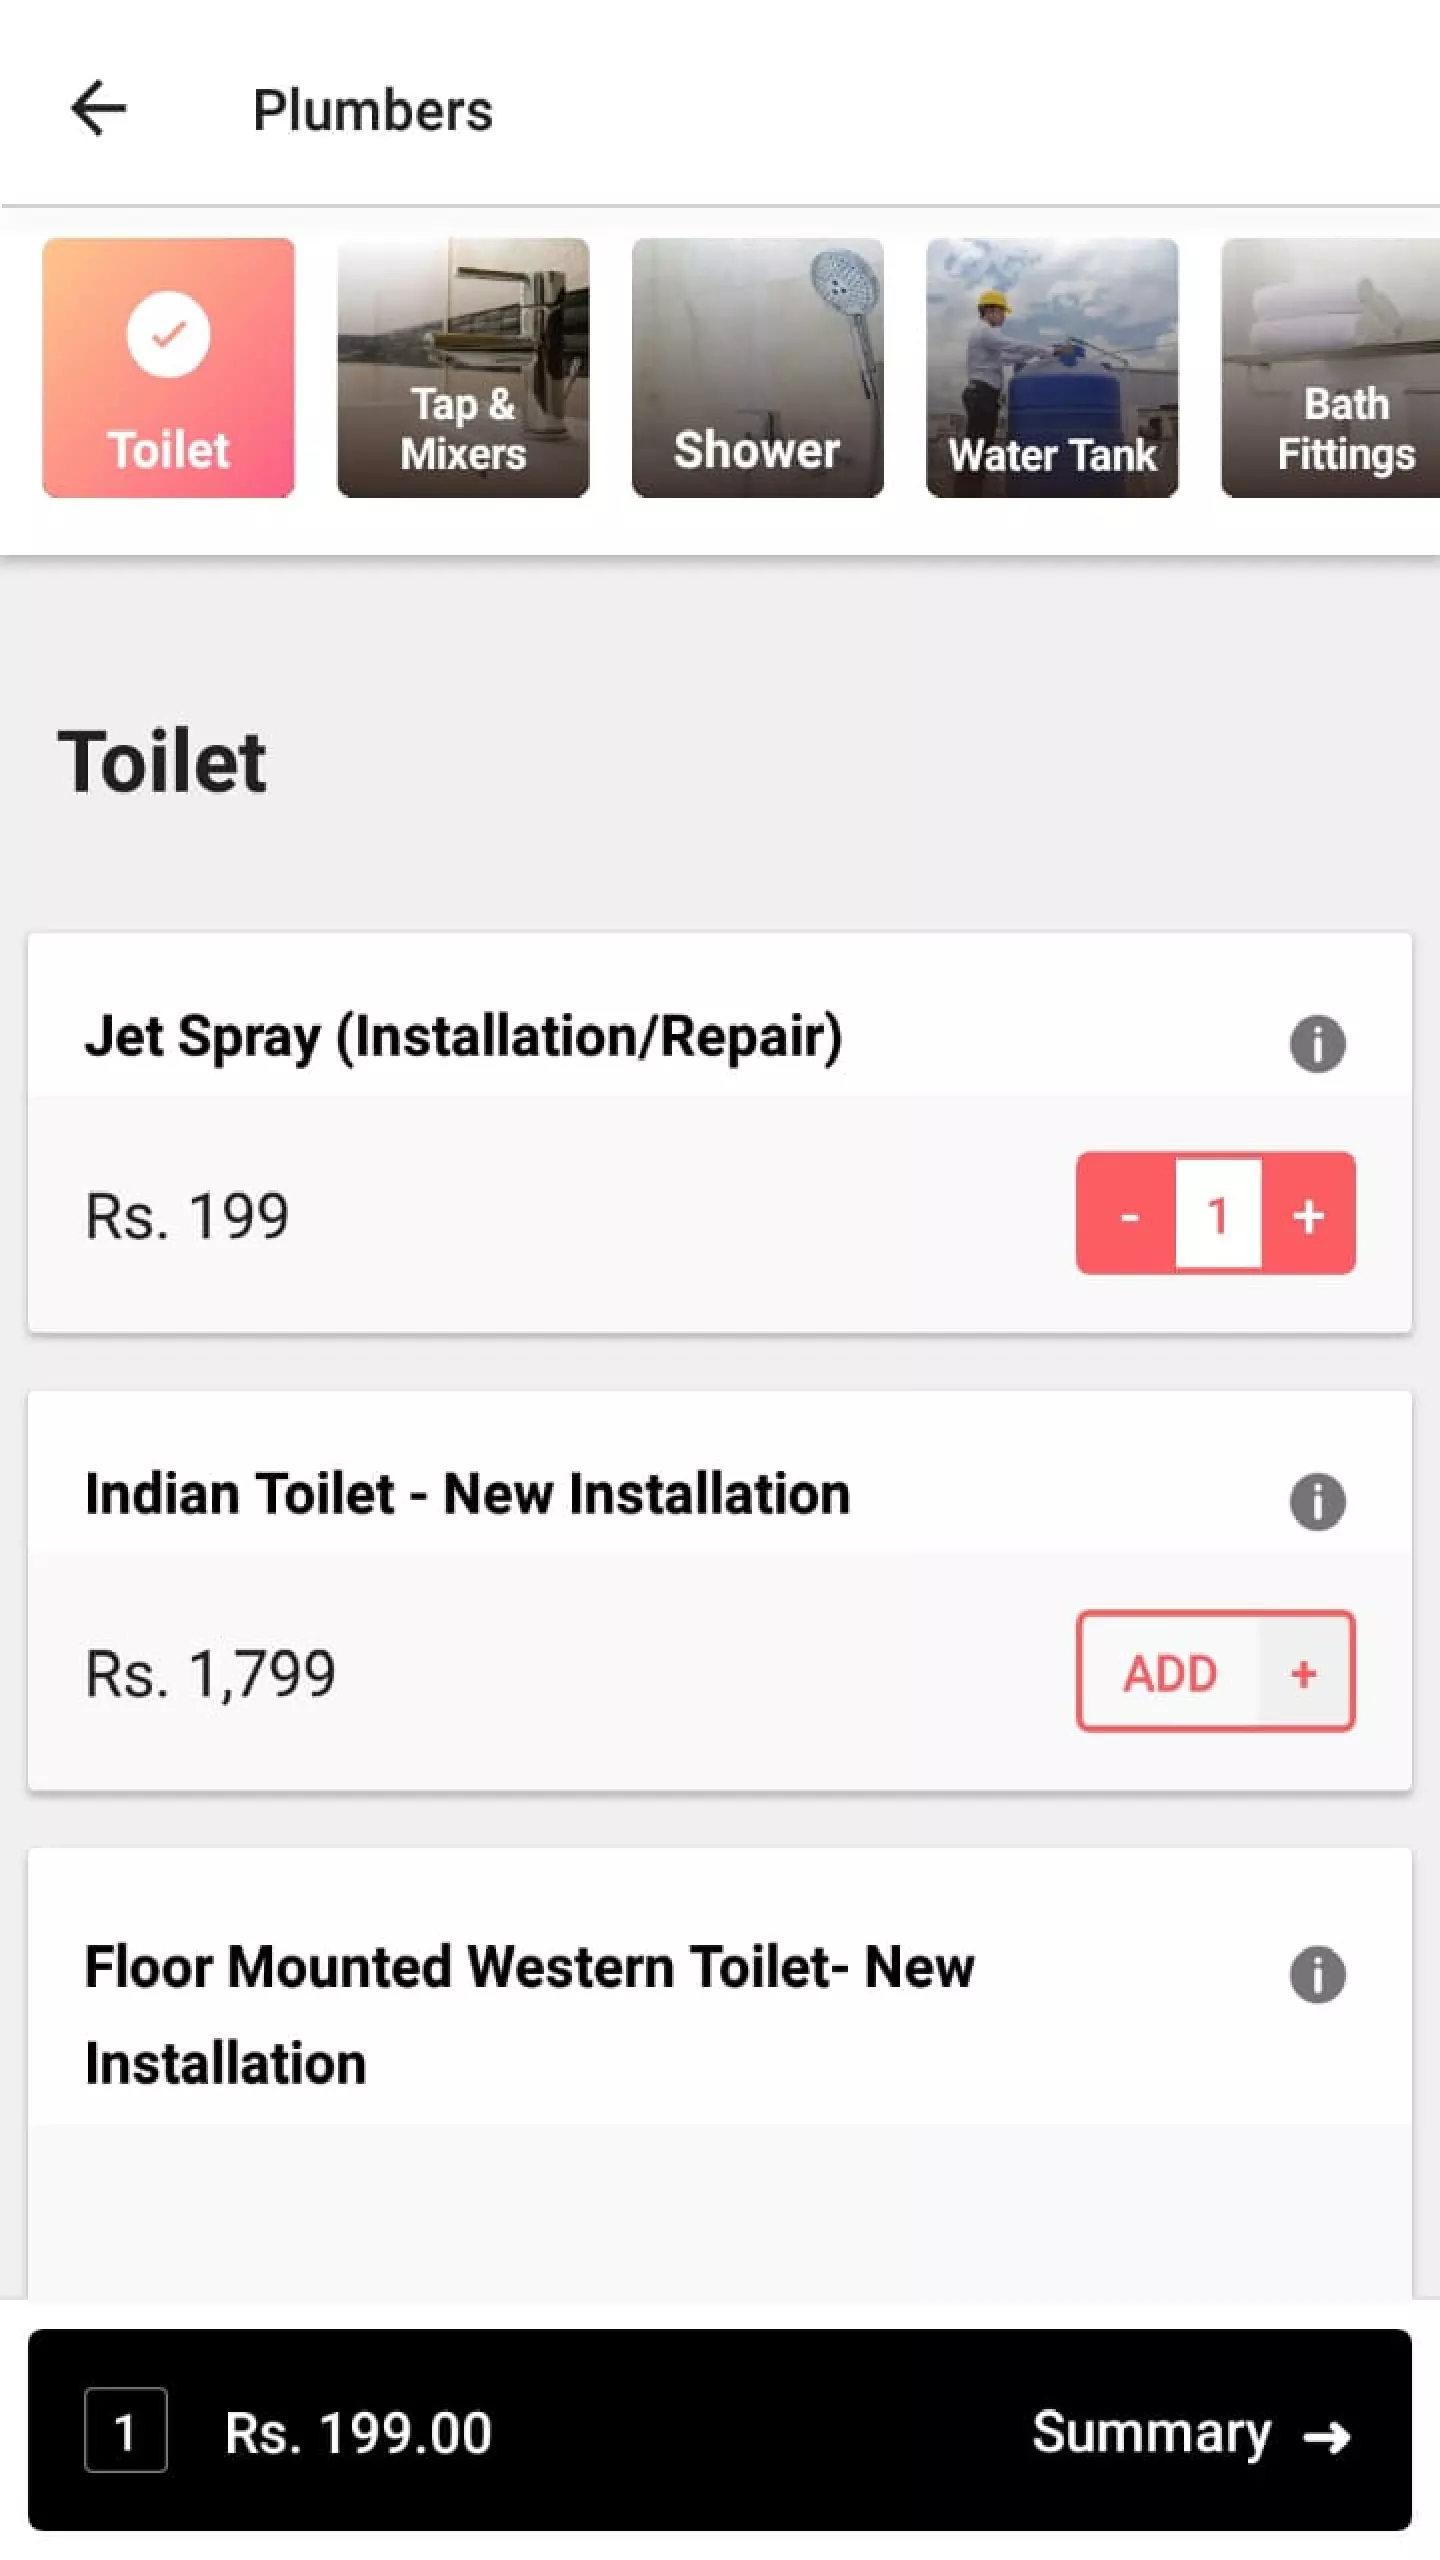 Plumbers
Toilet
Tap &
Mixers
Shower
Water Tank
Bath
Fittings
Toilet
Jet Spray (Installation/Repair)
Rs. 199
- 1 +
Indian Toilet - New Installation
Rs. 1,799
ADD +
Floor Mounted Western Toilet- New
Installation
1 Rs. 199.00 Summary →